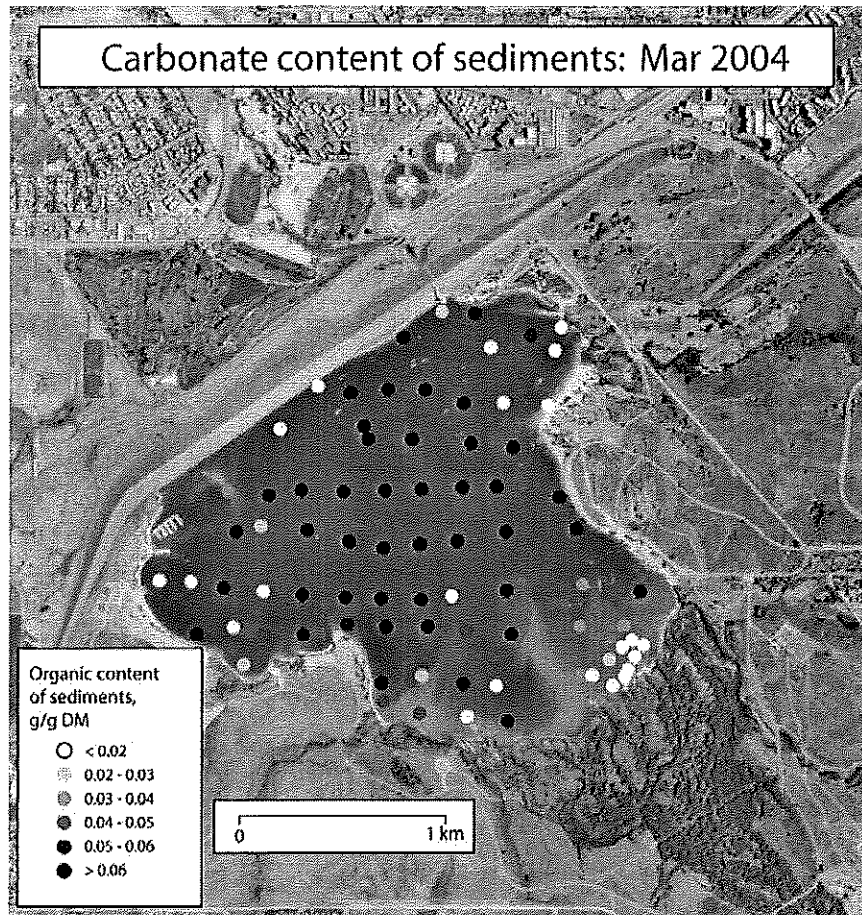 Carbonate content of sediments: Mar 2004
Organic content
of sediments,
g/g DM
< 0.02
0.02 - 0.03
0.03 - 0.04
0.04 - 0.05
0.05 - 0.06
> 0.06
0 1 km